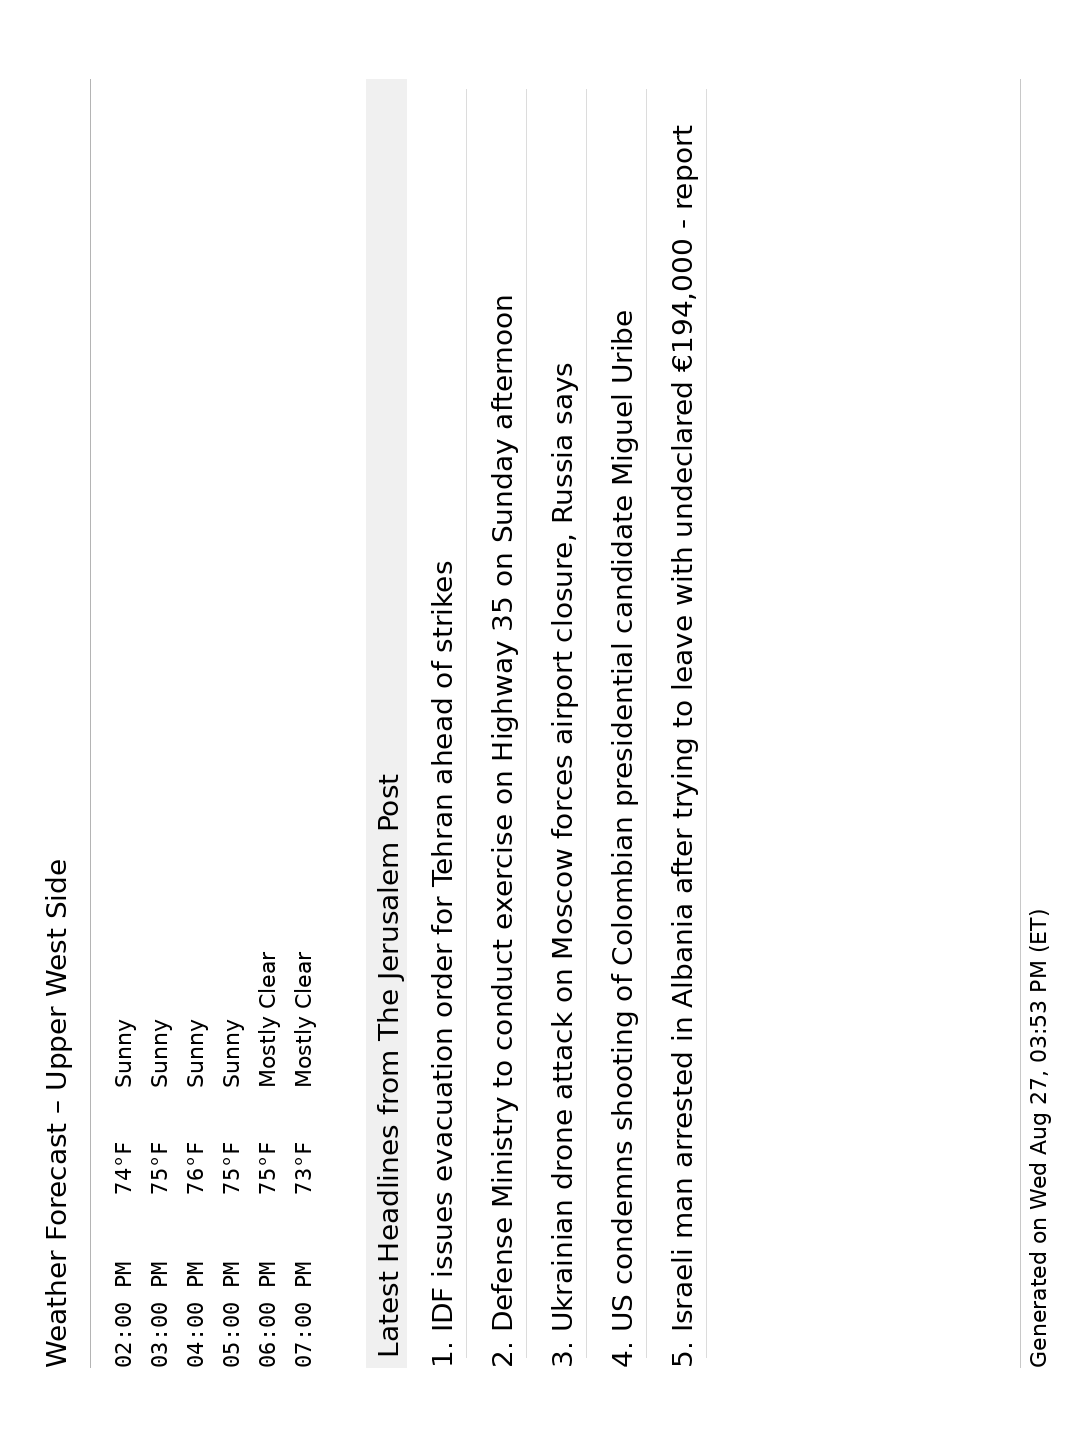 Weather Forecast – Upper West Side
02:00 PM 74°F Sunny
03:00 PM 75°F Sunny
04:00 PM 76°F Sunny
05:00 PM 75°F Sunny
06:00 PM 75°F Mostly Clear
07:00 PM 73°F Mostly Clear
Latest Headlines from The Jerusalem Post
1. IDF issues evacuation order for Tehran ahead of strikes
2. Defense Ministry to conduct exercise on Highway 35 on Sunday afternoon
3. Ukrainian drone attack on Moscow forces airport closure, Russia says
4. US condemns shooting of Colombian presidential candidate Miguel Uribe
5. Israeli man arrested in Albania after trying to leave with undeclared €194,000 - report
Generated on Wed Aug 27, 03:53 PM (ET)